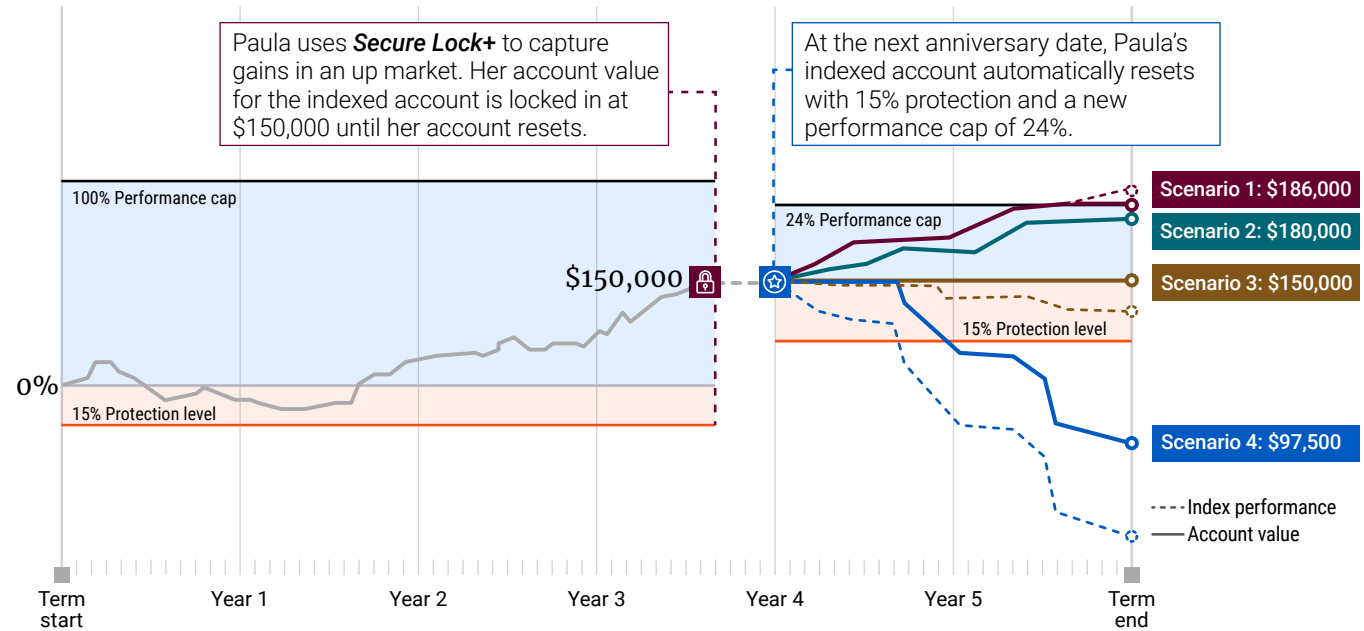 Paula uses Secure Lock+ to capture
gains in an up market. Her account value
for the indexed account is locked in at
$150,000 until her account resets.
At the next anniversary date, Paula's
indexed account automatically resets
with 15% protection and a new
performance cap of 24%.
100% Performance cap
24% Performance cap
Scenario 1: $186,000
Scenario 2: $180,000
$150,000
Scenario 3: $150,000
15% Protection level
0%
15% Protection level
Scenario 4: $97,500
Index performance
Account value
Term
start
Year 1
Year 2
Year 3
Year 4
Year 5
Term
end